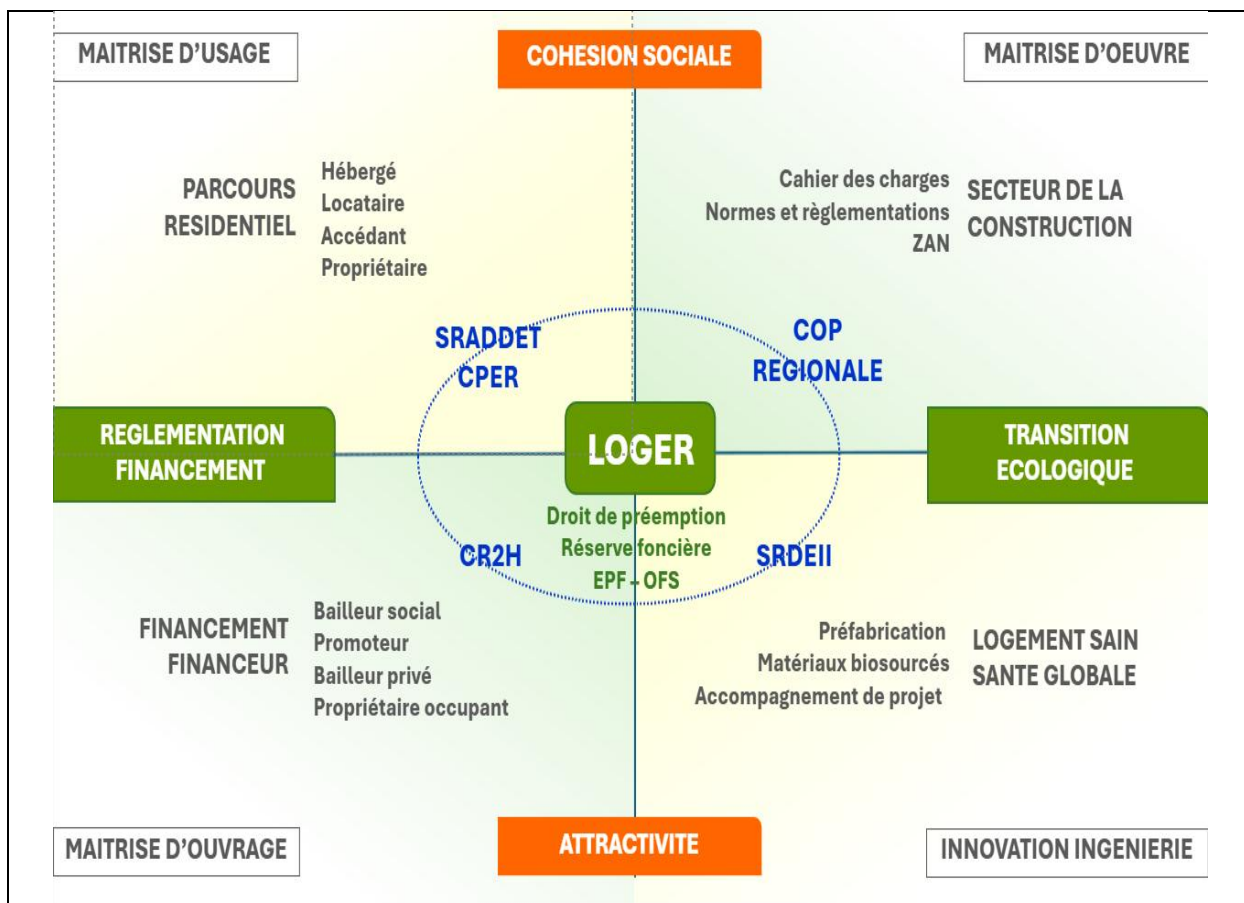 MAITRISE D'USAGE
COHESION SOCIALE
MAITRISE D'OEUVRE
PARCOURS
RESIDENTIEL
Hébergé
Locataire
Accédant
Propriétaire
Cahier des charges
Normes et règlementations
ZAN
SECTEUR DE LA
CONSTRUCTION
SRADDET
CPER
COP
REGIONALE
REGLEMENTATION
FINANCEMENT
LOGER
TRANSITION
ECOLOGIQUE
Droit de préemption
Réserve foncière
EPF – OFS
CR2H
SRDEII
FINANCEMENT
FINANCEUR
Bailleur social
Promoteur
Bailleur privé
Propriétaire occupant
Préfabrication
Matériaux biosourcés
Accompagnement de projet
LOGEMENT SAIN
SANTE GLOBALE
MAITRISE D'OUVRAGE
ATTRACTIVITE
INNOVATION INGENIERIE